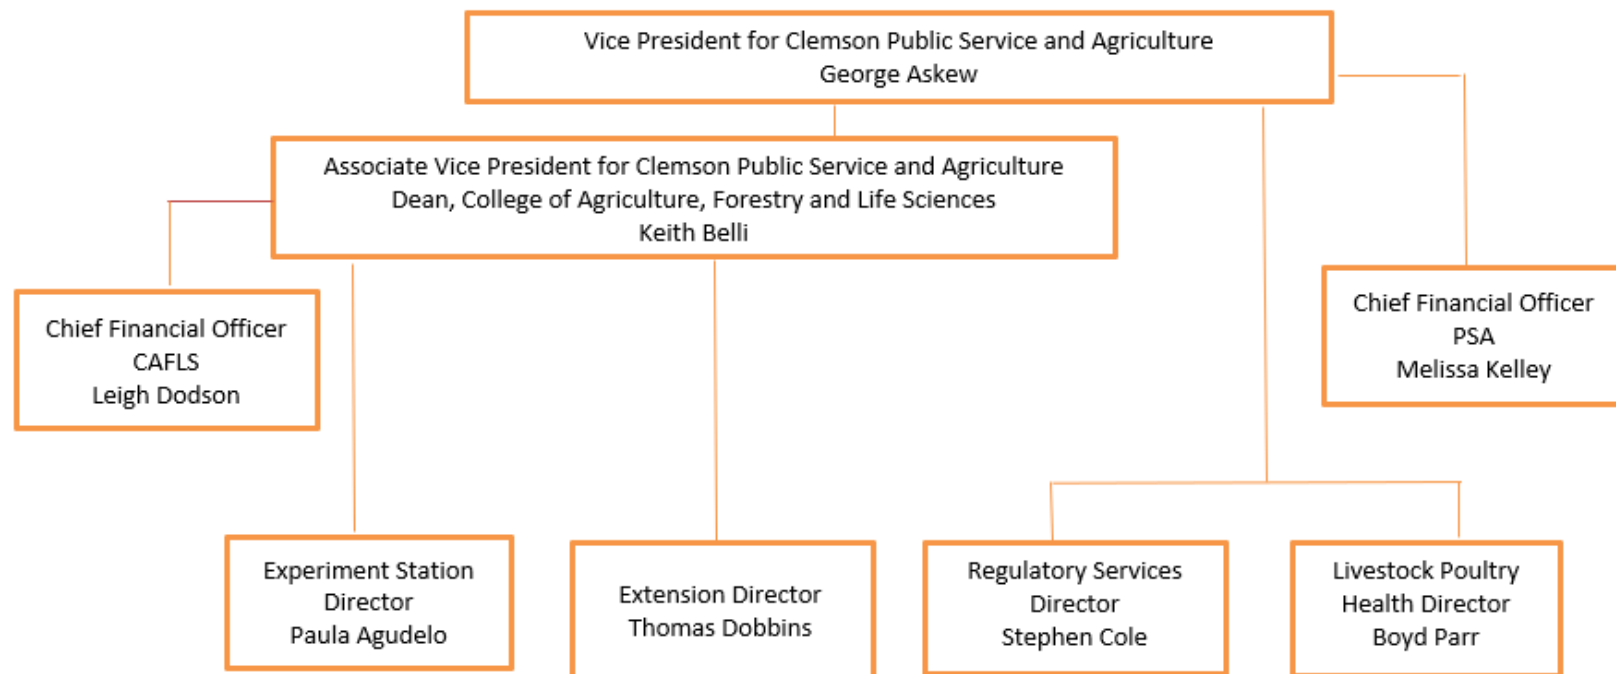 Vice President for Clemson Public Service and Agriculture
George Askew
Associate Vice President for Clemson Public Service and Agriculture
Dean, College of Agriculture, Forestry and Life Sciences
Keith Belli
Chief Financial Officer
CAFLS
Leigh Dodson
Chief Financial Officer
PSA
Melissa Kelley
Experiment Station
Director
Paula Agudelo
Extension Director
Thomas Dobbins
Regulatory Services
Director
Stephen Cole
Livestock Poultry
Health Director
Boyd Parr